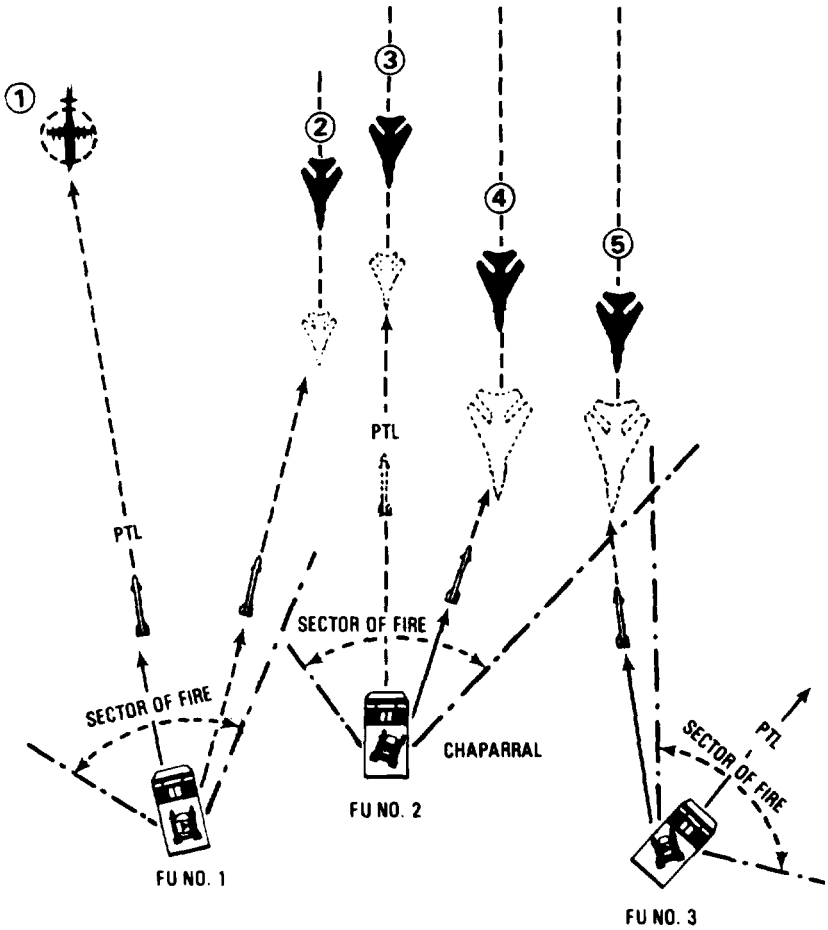 ①
②
③
④
⑤
PTL
PTL
SECTOR OF FIRE
SECTOR OF FIRE
SECTOR OF FIRE
PTL
CHAPARRAL
FU NO. 1
FU NO. 2
FU NO. 3